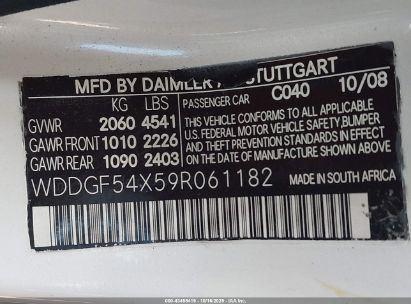 MFD BY DAIMLER STUTTGART
KG LBS
PASSENGER CAR C040 10/08
GVWR 2060 4541
GAWR FRONT 1010 2226
GAWR REAR 1090 2403
THIS VEHICLE CONFORMS TO ALL APPLICABLE
U.S. FEDERAL MOTOR VEHICLE SAFETY, BUMPER
AND THEFT PREVENTION STANDARDS IN EFFECT
ON THE DATE OF MANUFACTURE SHOWN ABOVE.
WDDGF54X59R061182 MADE IN SOUTH AFRICA